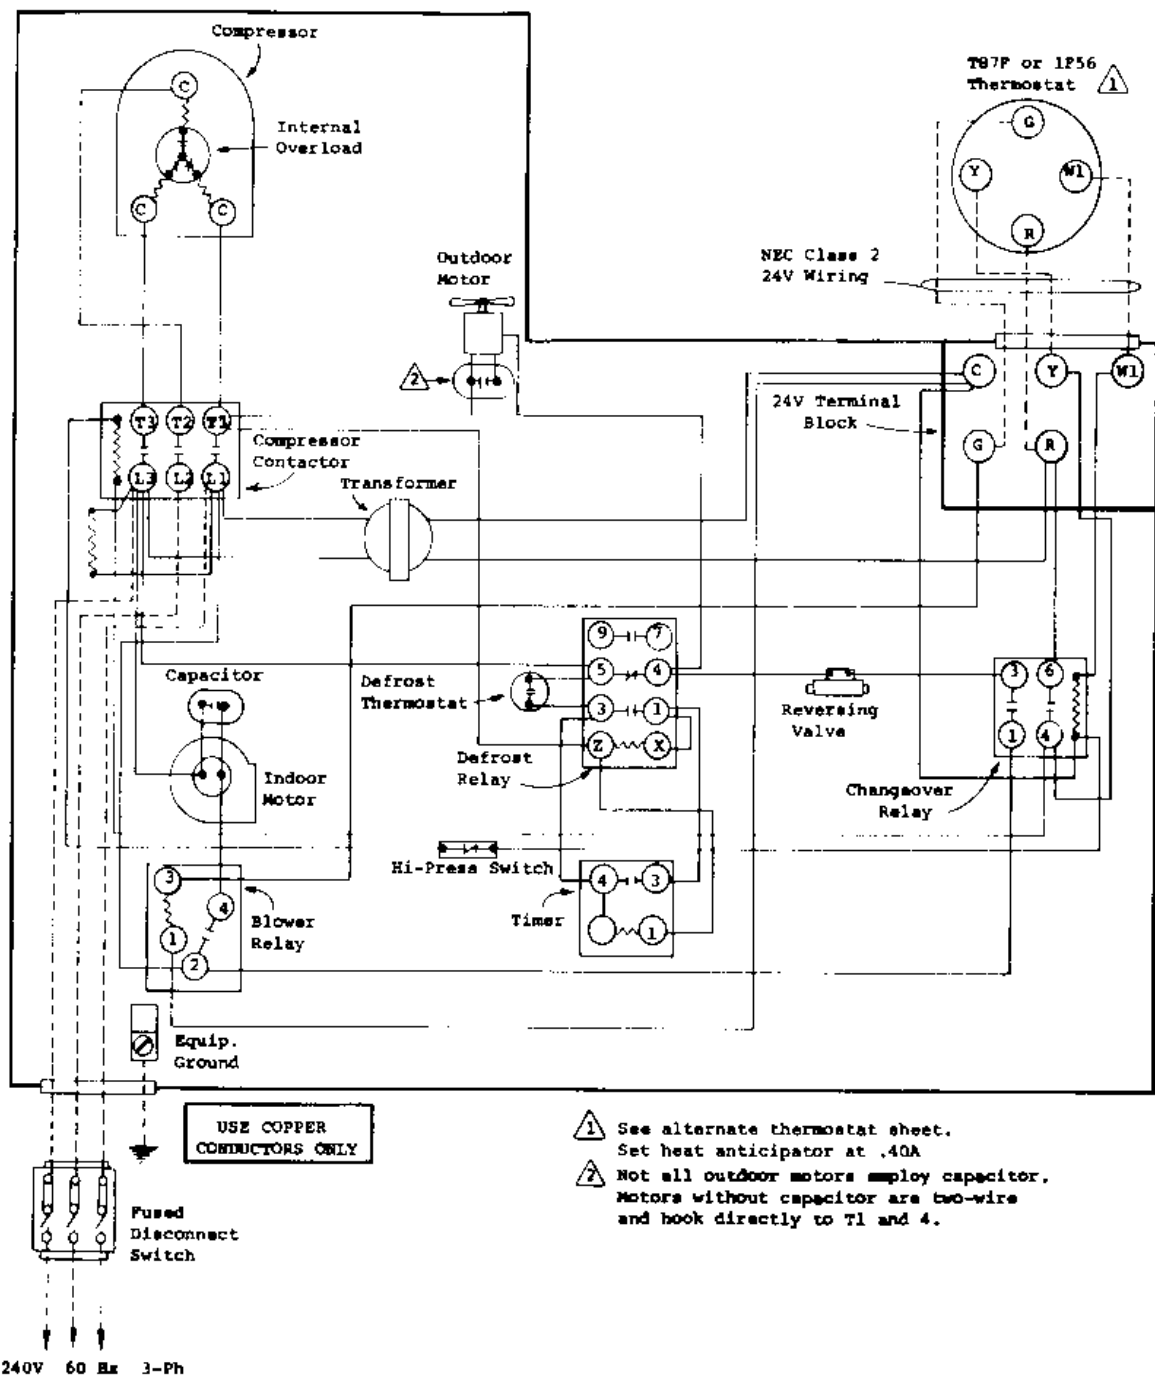 Compressor
C
Internal
Overload
C
C
T87F or 1F56
Thermostat
1
G
Y
W1
R
NEC Class 2
24V Wiring
Outdoor
Motor
2
C
Y
W1
24V Terminal
Block
G
R
T3
T2
T1
Compressor
Contactor
L3
L2
L1
Transformer
9
7
5
4
3
1
Z
X
Capacitor
Defrost
Thermostat
Defrost
Relay
Reversing
Valve
3
6
1
4
Changeover
Relay
Indoor
Motor
Hi-Press Switch
4
3
1
Timer
3
4
1
2
Blower
Relay
Equip.
Ground
USE COPPER
CONDUCTORS ONLY
1 See alternate thermostat sheet.
Set heat anticipator at .40A
2 Not all outdoor motors employ capacitor.
Motors without capacitor are two-wire
and hook directly to T1 and 4.
Fused
Disconnect
Switch
240V 60 Hz 3-Ph